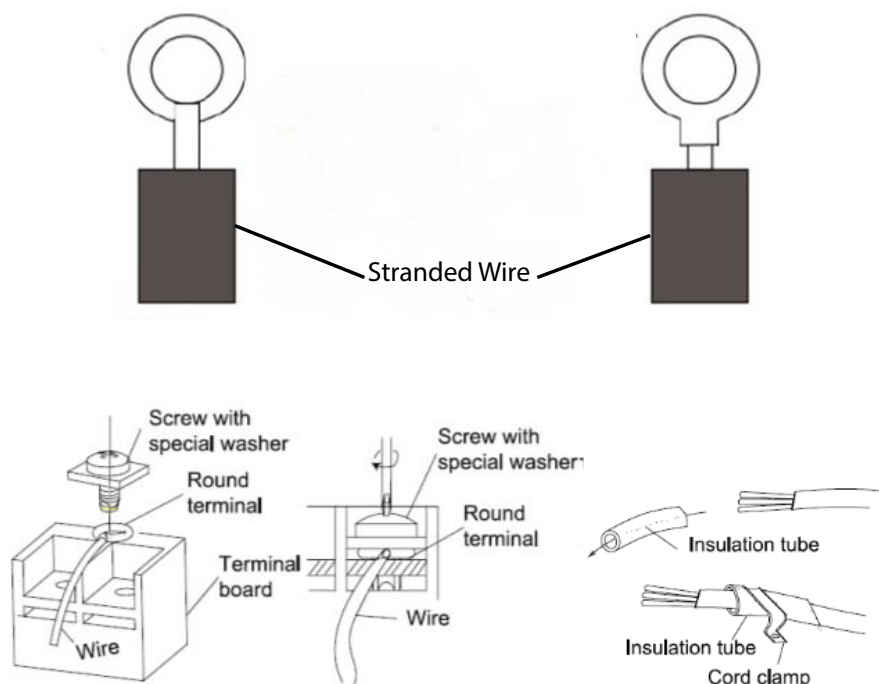 Stranded Wire
Screw with
special washer
Round
terminal
Terminal
board
Wire
Screw with
special washer
Round
terminal
Wire
Insulation tube
Insulation tube
Cord clamp